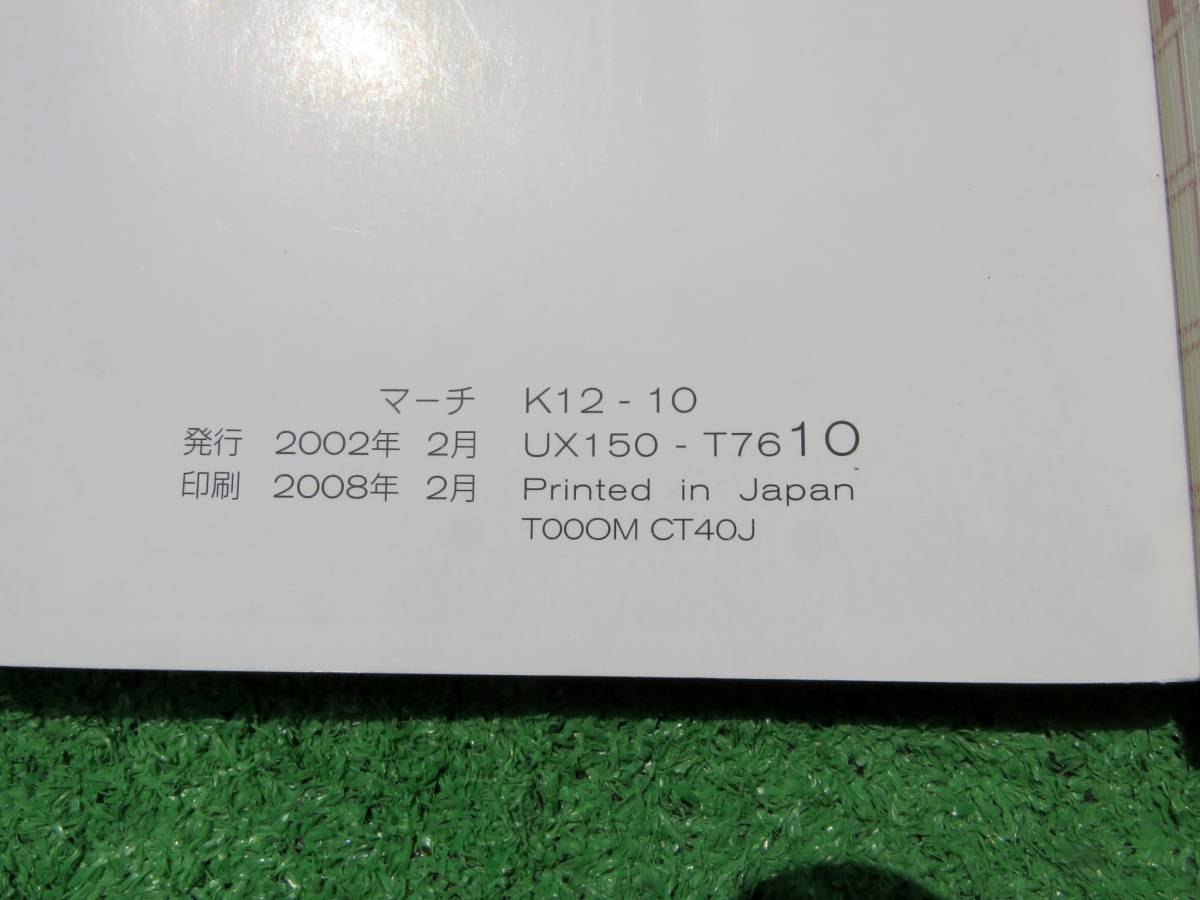 マーチ K12-10
発行 2002年 2月 UX150-T7610
印刷 2008年 2月 Printed in Japan
T00OM CT40J